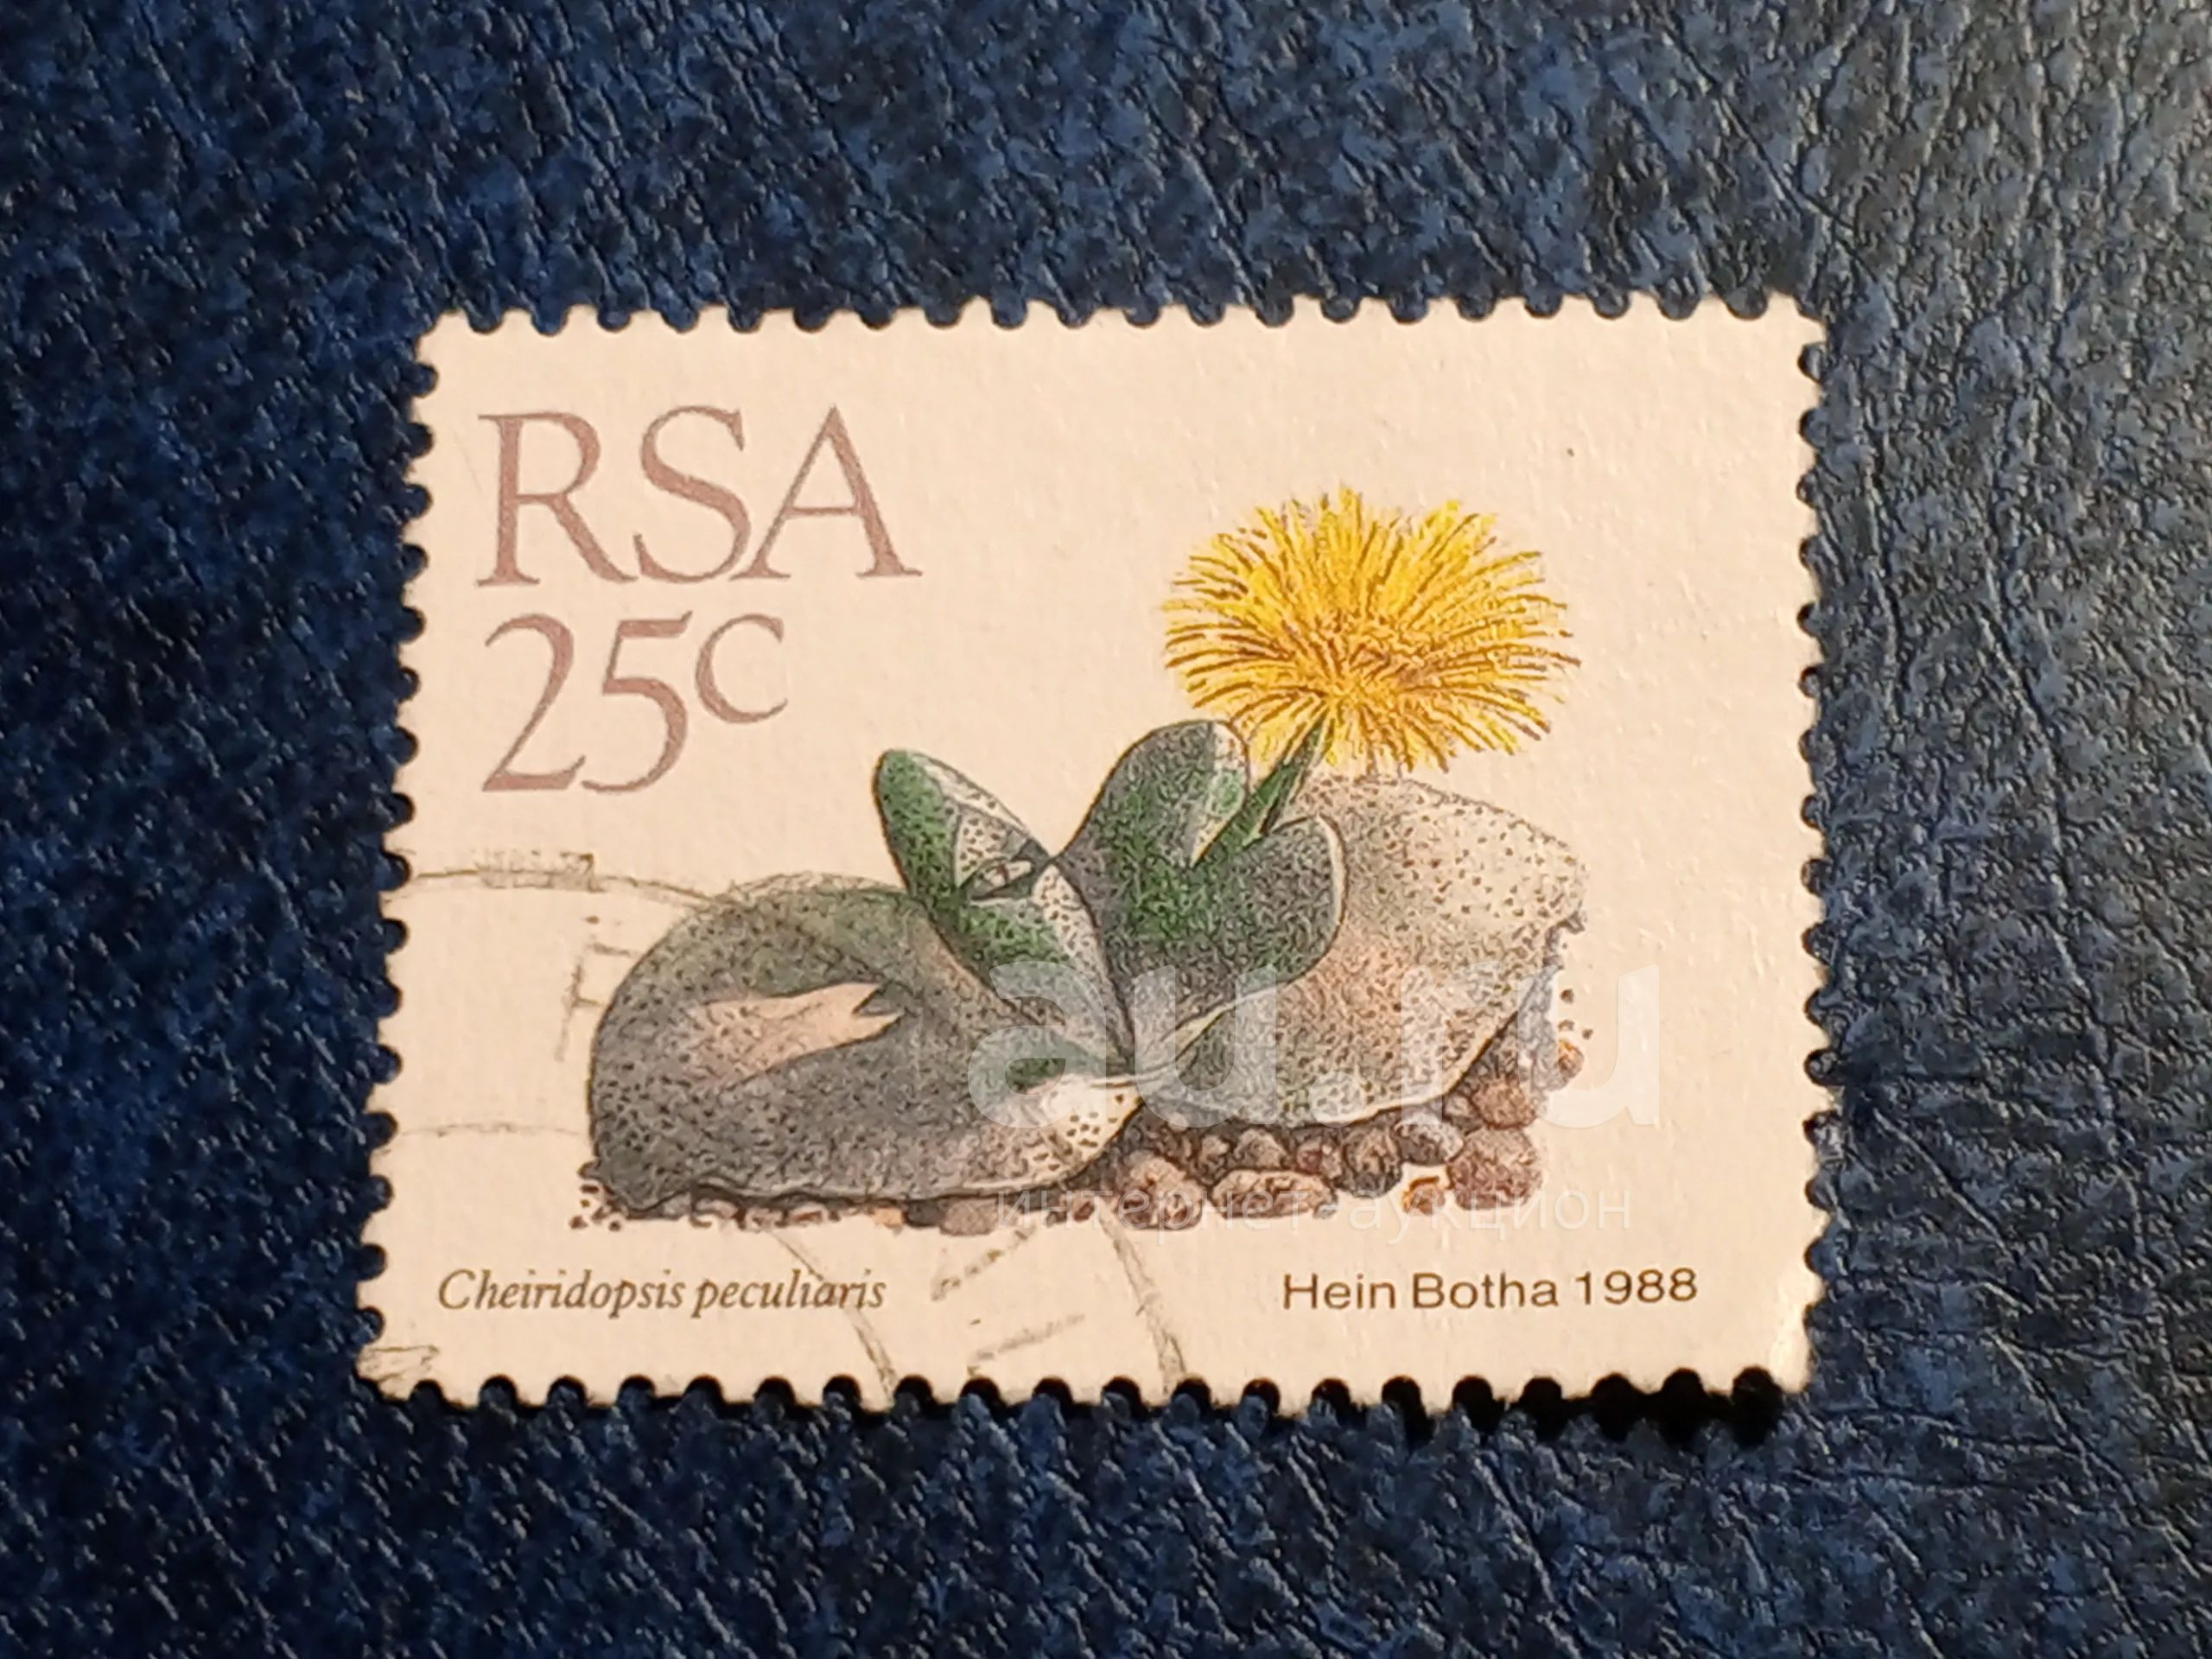 RSA
25c
au.ru
интернет-аукцион
Cheiridopsis peculiaris
Hein Botha 1988